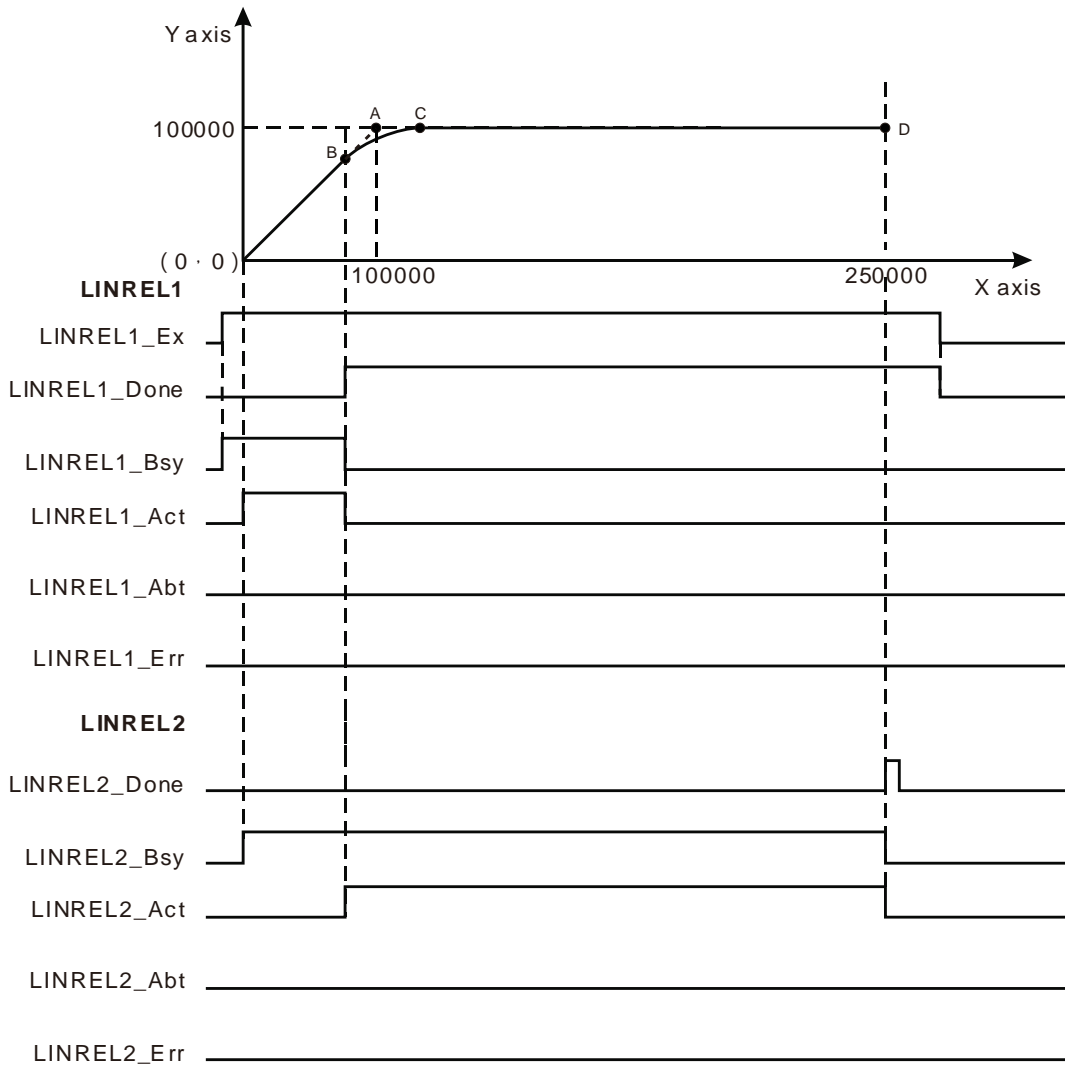 Y axis
A C
100000
B
D
(0,0)
100000
250000
X axis
LINREL1
LINREL1_Ex
LINREL1_Done
LINREL1_Bsy
LINREL1_Act
LINREL1_Abt
LINREL1_Err
LINREL2
LINREL2_Done
LINREL2_Bsy
LINREL2_Act
LINREL2_Abt
LINREL2_Err